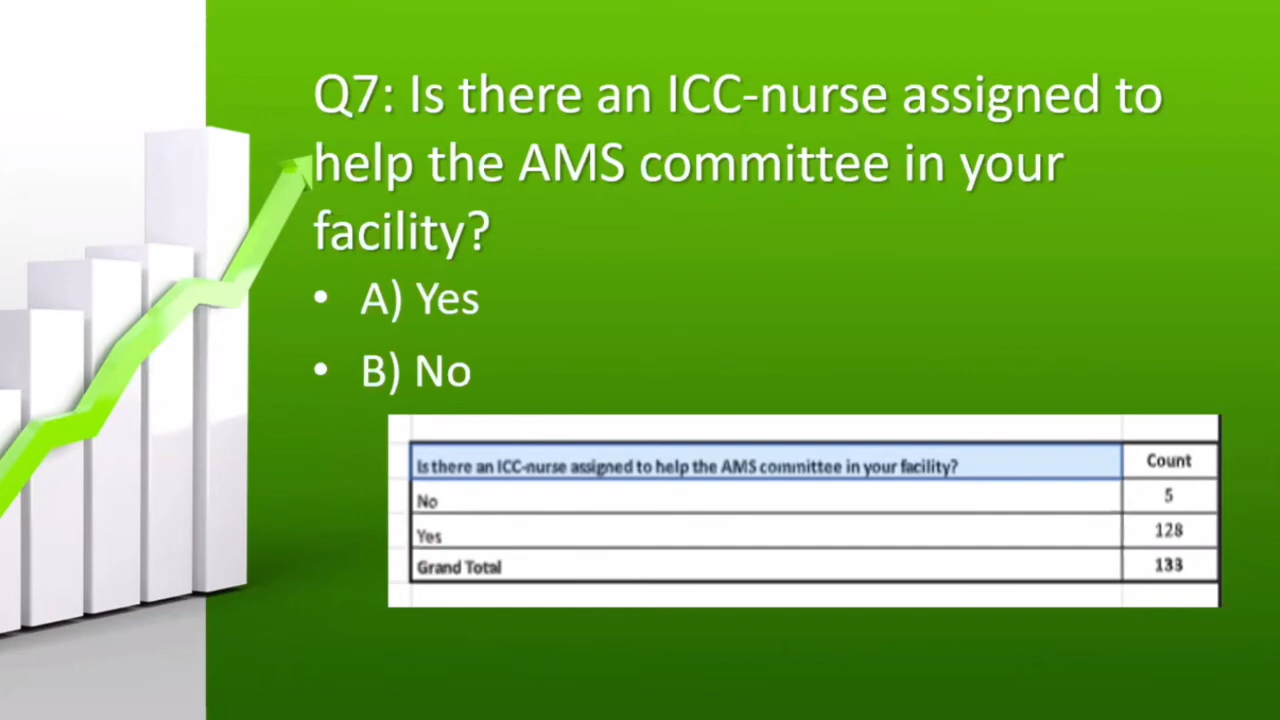 Q7: Is there an ICC-nurse assigned to
help the AMS committee in your
facility?
• A) Yes
• B) No
Is there an ICC-nurse assigned to help the AMS committee in your facility? Count
No 5
Yes 128
Grand Total 133